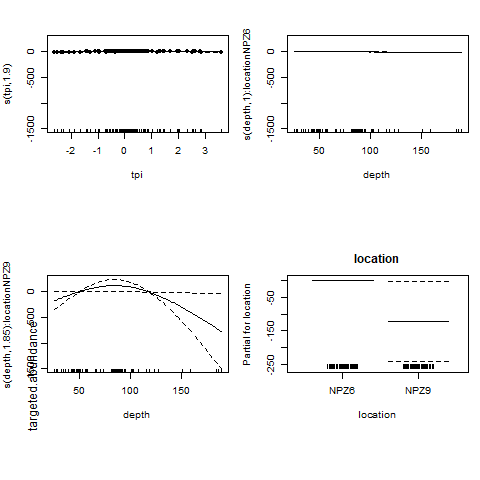 s(tpi,1.9)
0
-500
-1500
-2 -1 0 1 2 3
tpi
s(depth,1):locationNPZ6
0
-500
-1500
50 100 150
depth
s(depth,1.85):locationNPZ9
targeted.abundance
0
-500
50 100 150
depth
location
Partial for location
-50
-150
-250
NPZ6 NPZ9
location